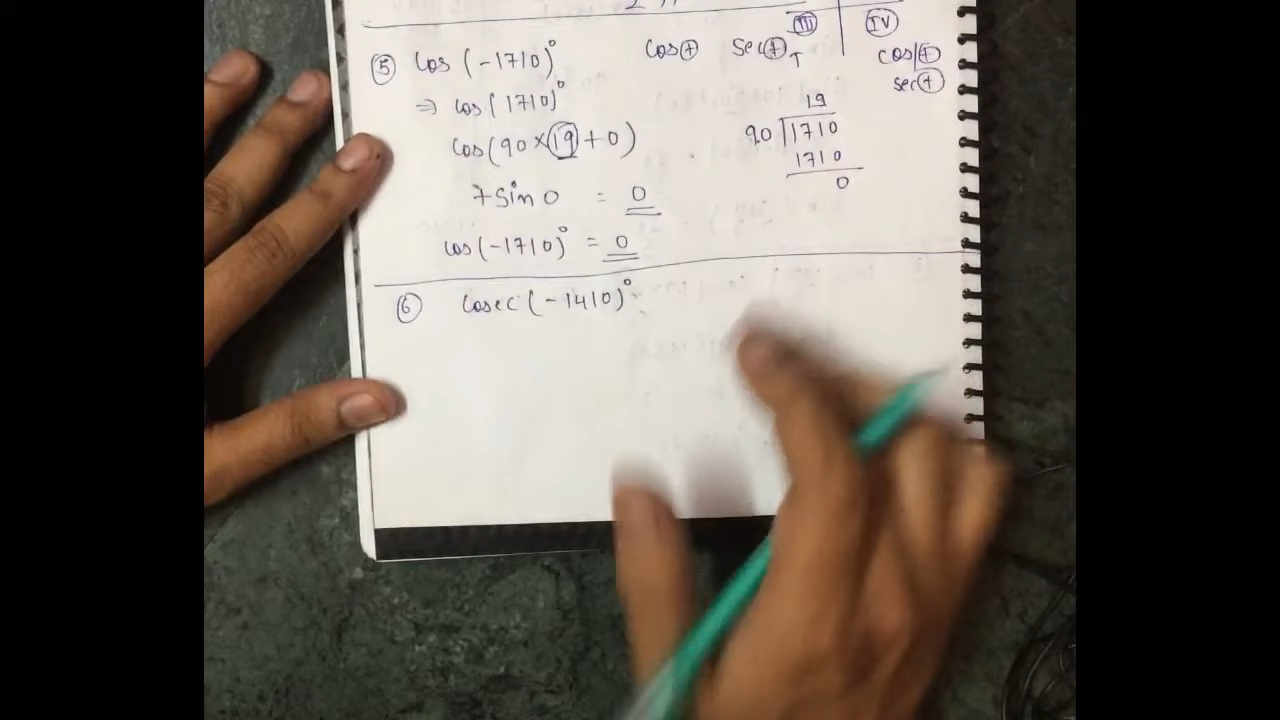 III IV
⑤ cos (-1710)° cos⊕ sec⊕ T cos⊕
⇒ cos (1710)° sec⊕
19
cos(90×19+0) 90 1710
1710
+sin 0 = 0 0
cos(-1710)° = 0
⑥ cosec (-1410)°